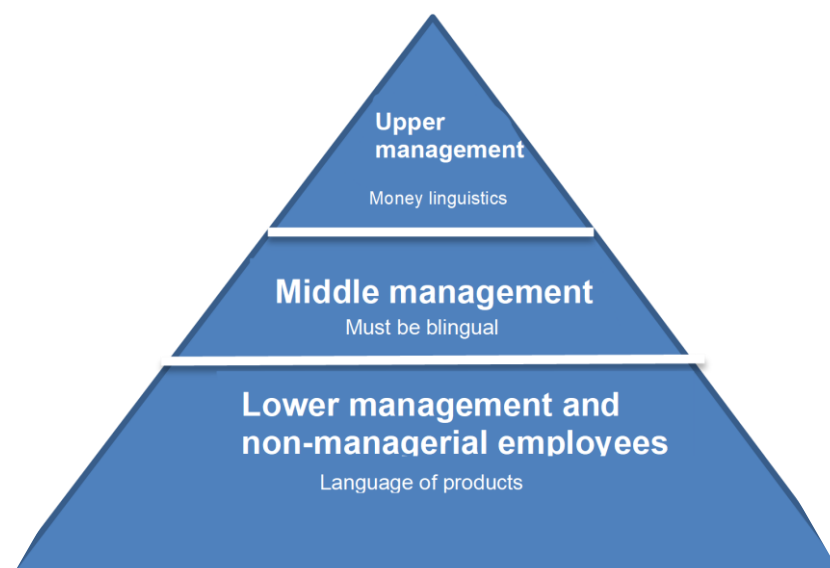 Upper
management
Money linguistics
Middle management
Must be blingual
Lower management and
non-managerial employees
Language of products